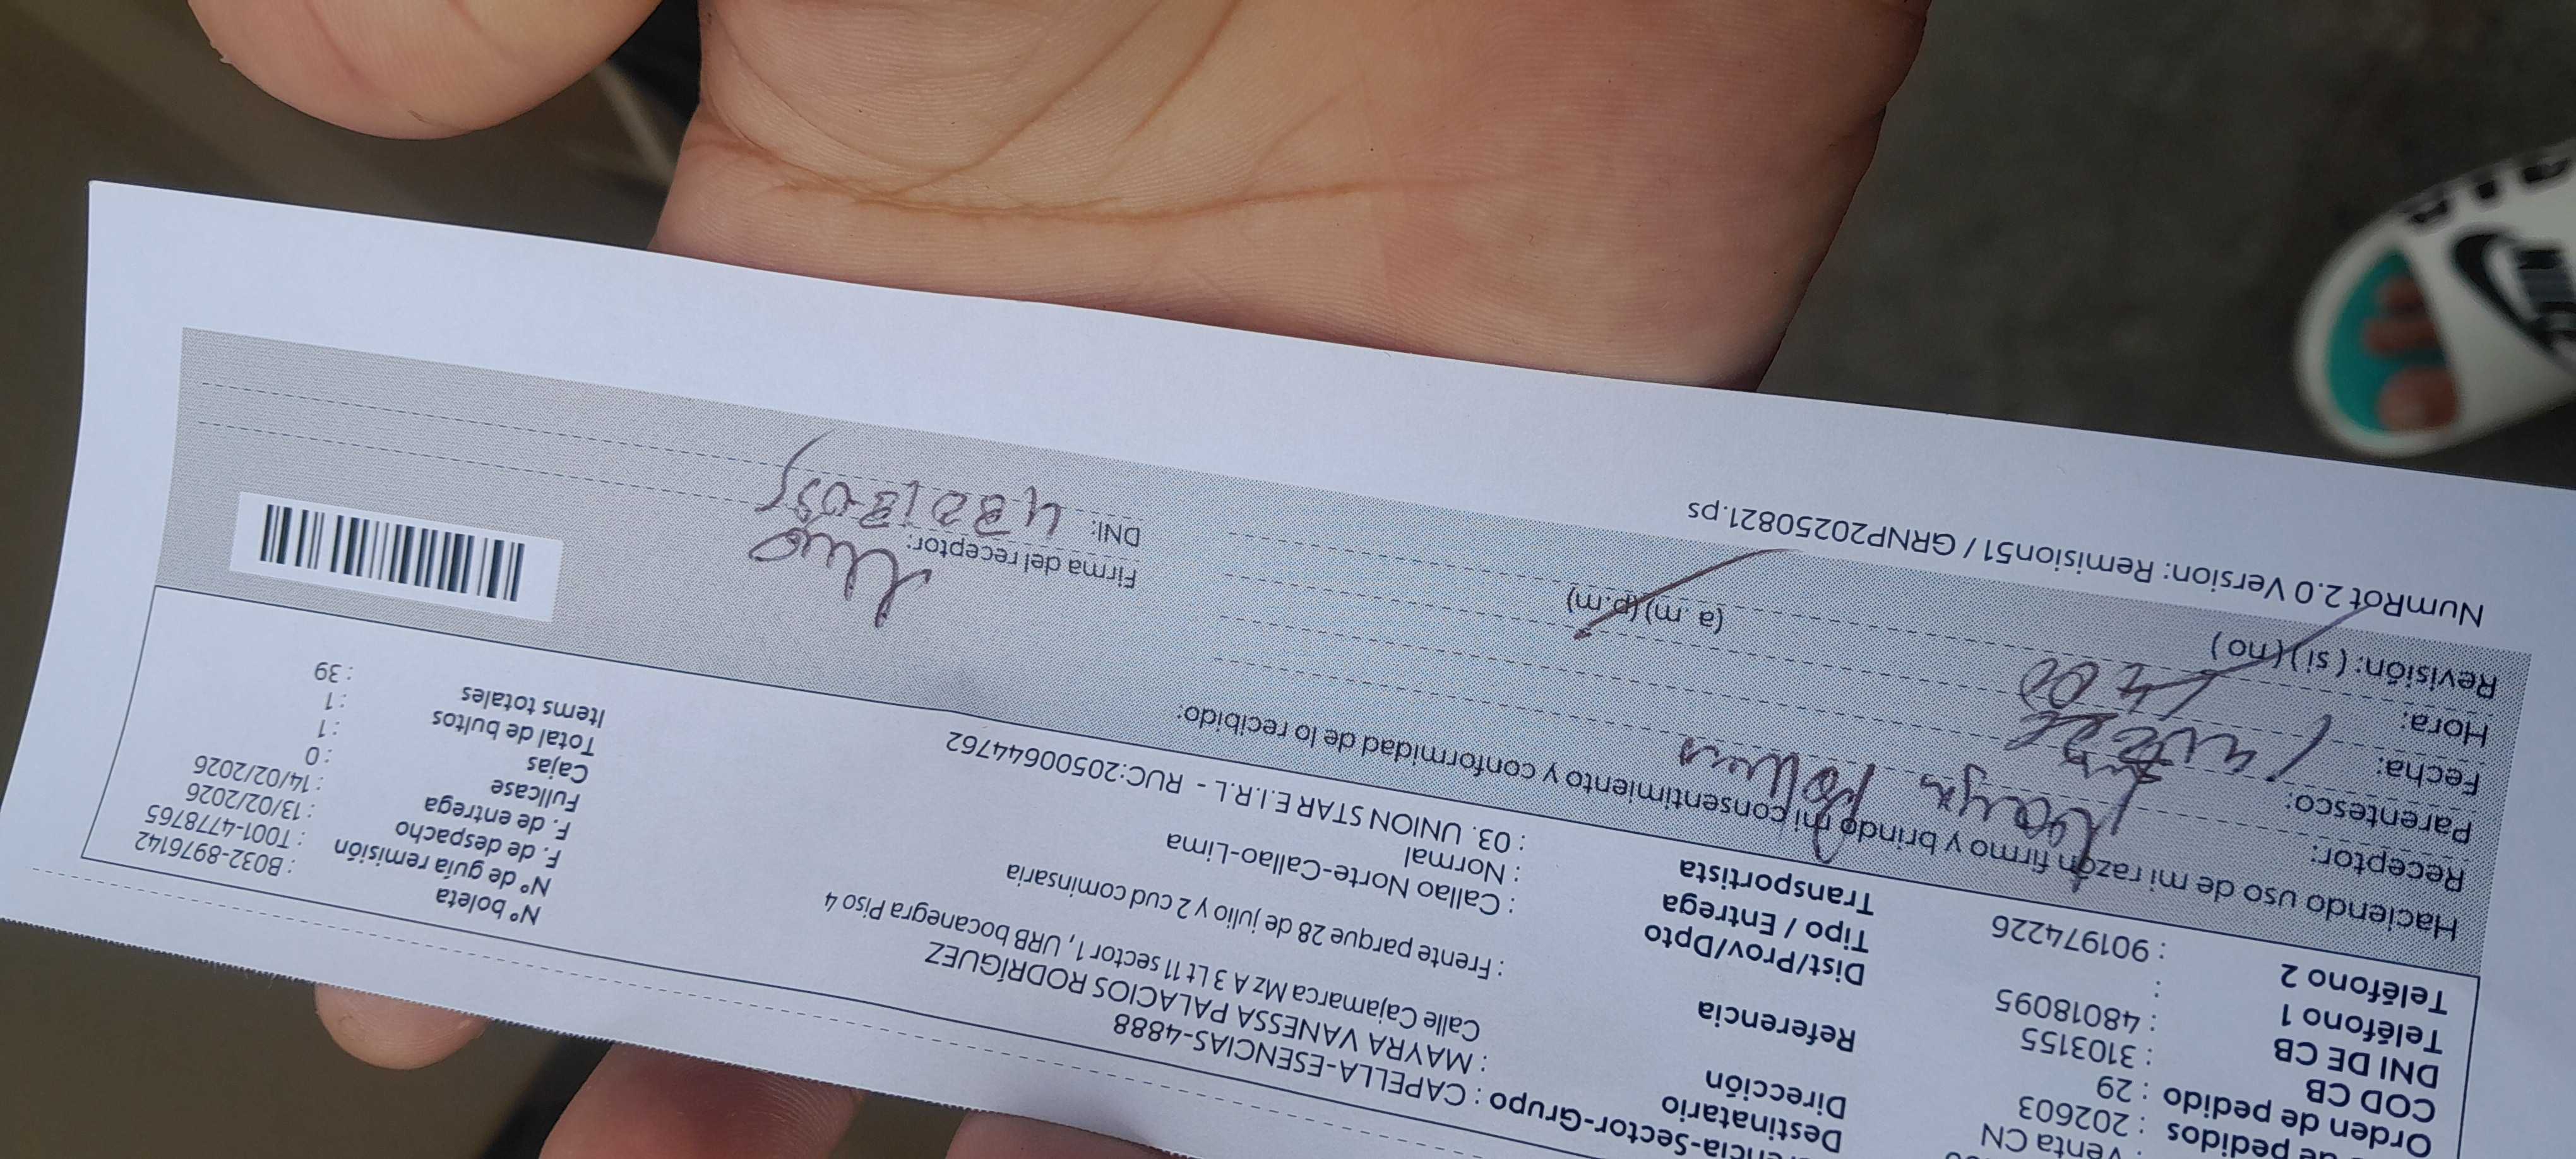 : Venta CN
de pedidos : 202603
Orden de pedido : 29
COD CB : 3103155
DNI DE CB : 48018095
Teléfono 1 :
Teléfono 2 : 901974226
encia-Sector-Grupo : CAPELLA-ESENCIAS-4888
Destinatario : MAYRA VANESSA PALACIOS RODRÍGUEZ
Dirección Calle Cajamarca Mz A 3 Lt 11 sector 1, URB bocanegra Piso 4
Referencia : Frente parque 28 de julio y 2 cud cominsaria
Dist/Prov/Dpto : Callao Norte-Callao-Lima
Tipo / Entrega : Normal
Transportista : 03. UNION STAR E.I.R.L - RUC:20500644762
N° boleta : B032-8976142
N° de guía remisión : T001-4778765
F. de despacho : 13/02/2026
F. de entrega : 14/02/2026
Fullcase : 0
Cajas : 1
Total de bultos : 1
Items totales : 39
Haciendo uso de mi razón firmo y brindo mi consentimiento y conformidad de lo recibido:
Receptor:
Parentesco:
Fecha:
Hora:
(a. m) (p.m)
Revisión: ( si ) ( no )
Firma del receptor:
DNI:
NumRot 2.0 Version: Remision51 / GRNP20250821.ps